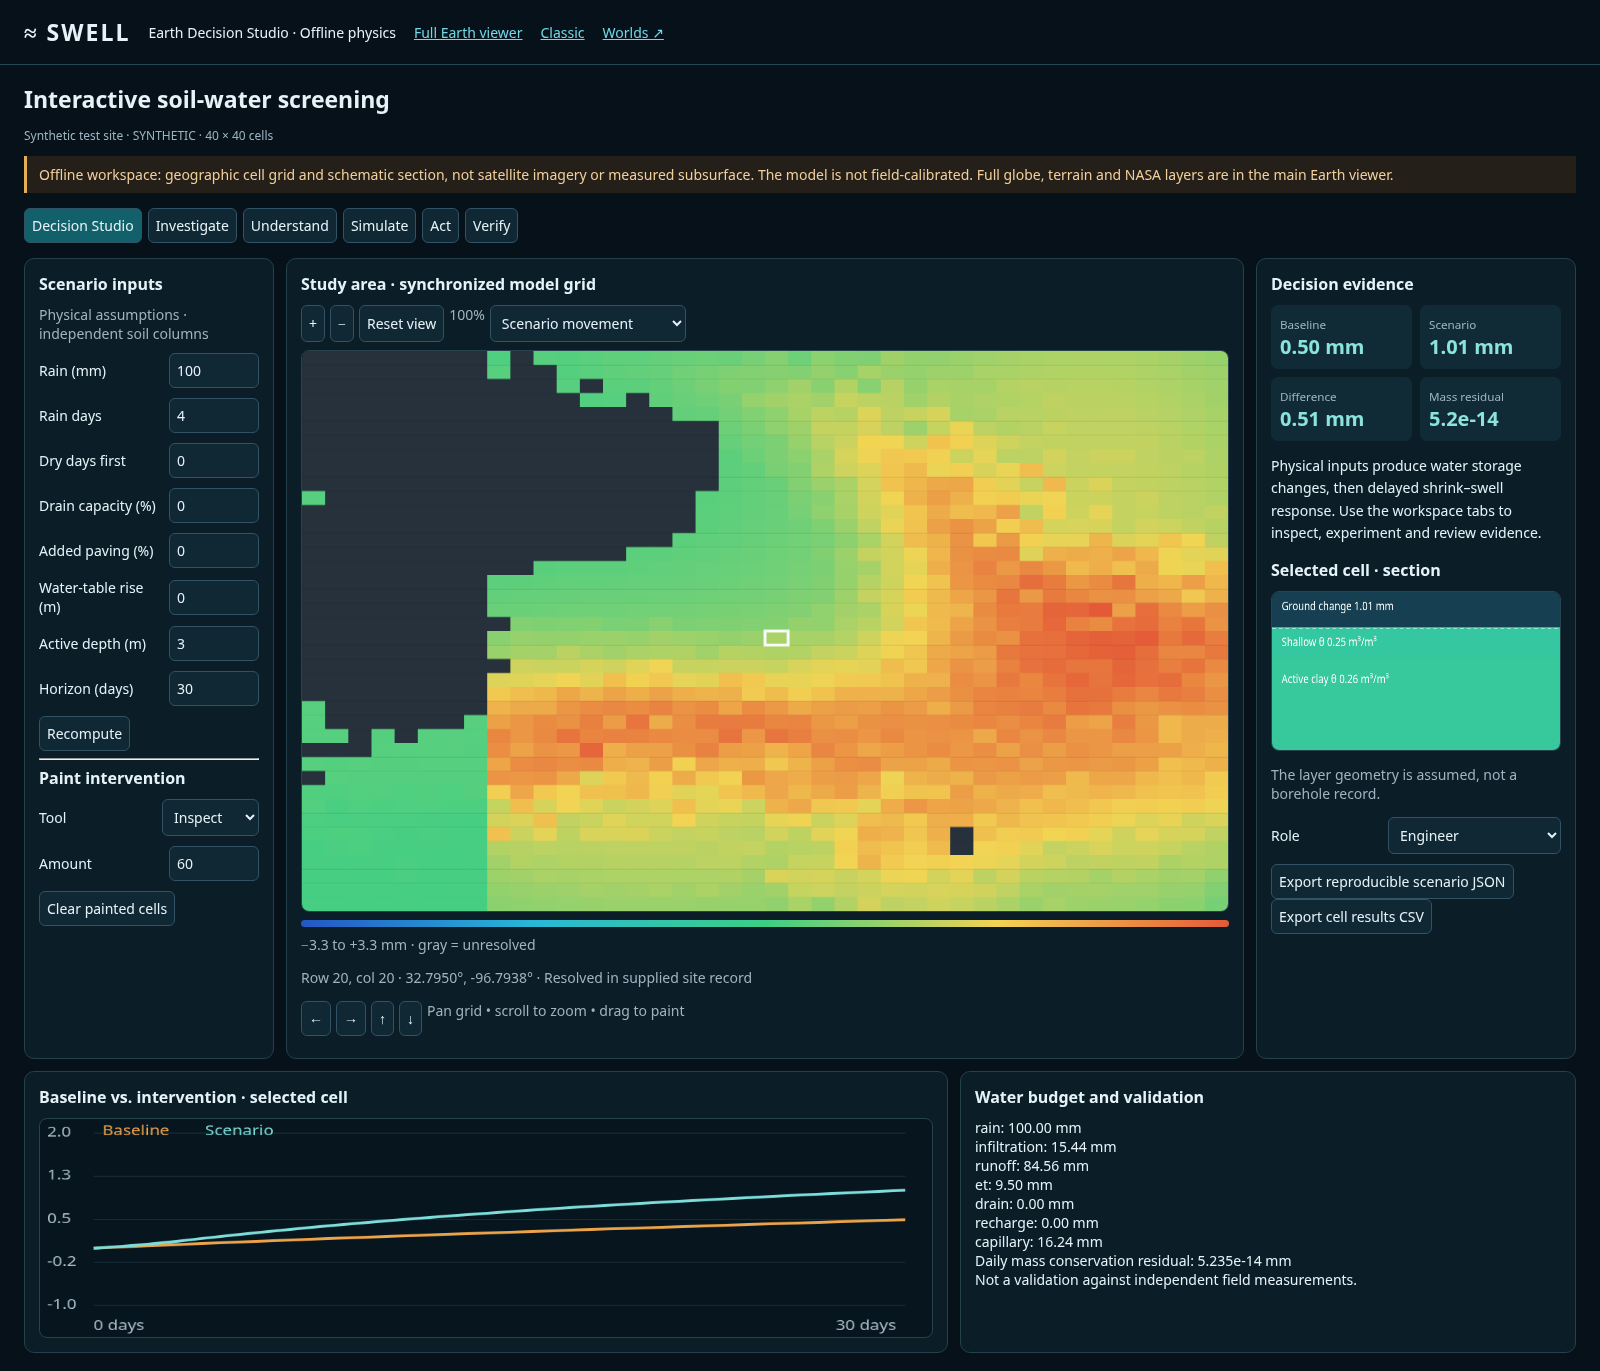 ≈ SWELL Earth Decision Studio · Offline physics Full Earth viewer Classic Worlds ↗
Interactive soil-water screening
Synthetic test site · SYNTHETIC · 40 × 40 cells
Offline workspace: geographic cell grid and schematic section, not satellite imagery or measured subsurface. The model is not field-calibrated. Full globe, terrain and NASA layers are in the main Earth viewer.
Decision Studio Investigate Understand Simulate Act Verify
Scenario inputs
Physical assumptions ·
independent soil columns
Rain (mm) 100
Rain days 4
Dry days first 0
Drain capacity (%) 0
Added paving (%) 0
Water-table rise
(m) 0
Active depth (m) 3
Horizon (days) 30
Recompute
Paint intervention
Tool Inspect
Amount 60
Clear painted cells
Study area · synchronized model grid
+ − Reset view 100% Scenario movement
−3.3 to +3.3 mm · gray = unresolved
Row 20, col 20 · 32.7950°, -96.7938° · Resolved in supplied site record
← → ↑ ↓ Pan grid • scroll to zoom • drag to paint
Decision evidence
Baseline
0.50 mm
Scenario
1.01 mm
Difference
0.51 mm
Mass residual
5.2e-14
Physical inputs produce water storage
changes, then delayed shrink–swell
response. Use the workspace tabs to
inspect, experiment and review evidence.
Selected cell · section
Ground change 1.01 mm
Shallow θ 0.25 m³/m³
Active clay θ 0.26 m³/m³
The layer geometry is assumed, not a
borehole record.
Role Engineer
Export reproducible scenario JSON
Export cell results CSV
Baseline vs. intervention · selected cell
Baseline Scenario
2.0
1.3
0.5
-0.2
-1.0
0 days 30 days
Water budget and validation
rain: 100.00 mm
infiltration: 15.44 mm
runoff: 84.56 mm
et: 9.50 mm
drain: 0.00 mm
recharge: 0.00 mm
capillary: 16.24 mm
Daily mass conservation residual: 5.235e-14 mm
Not a validation against independent field measurements.